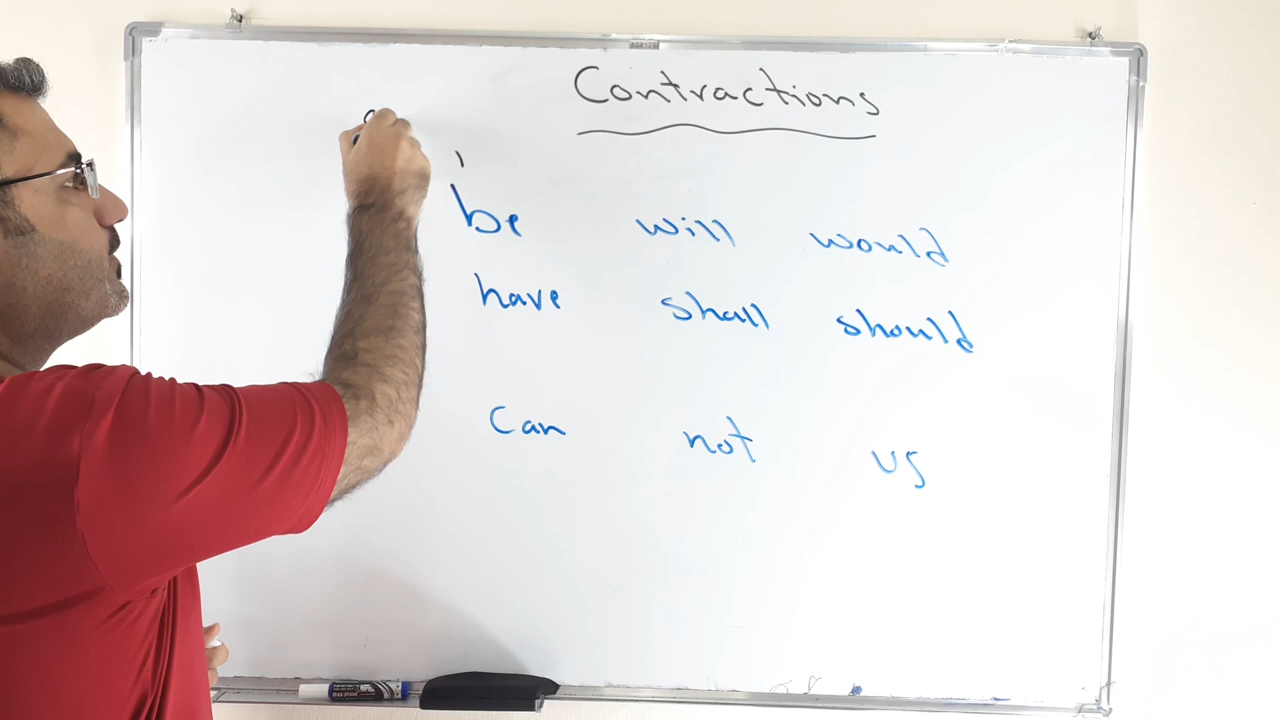 Contractions
be will would
have shall should
Can not us